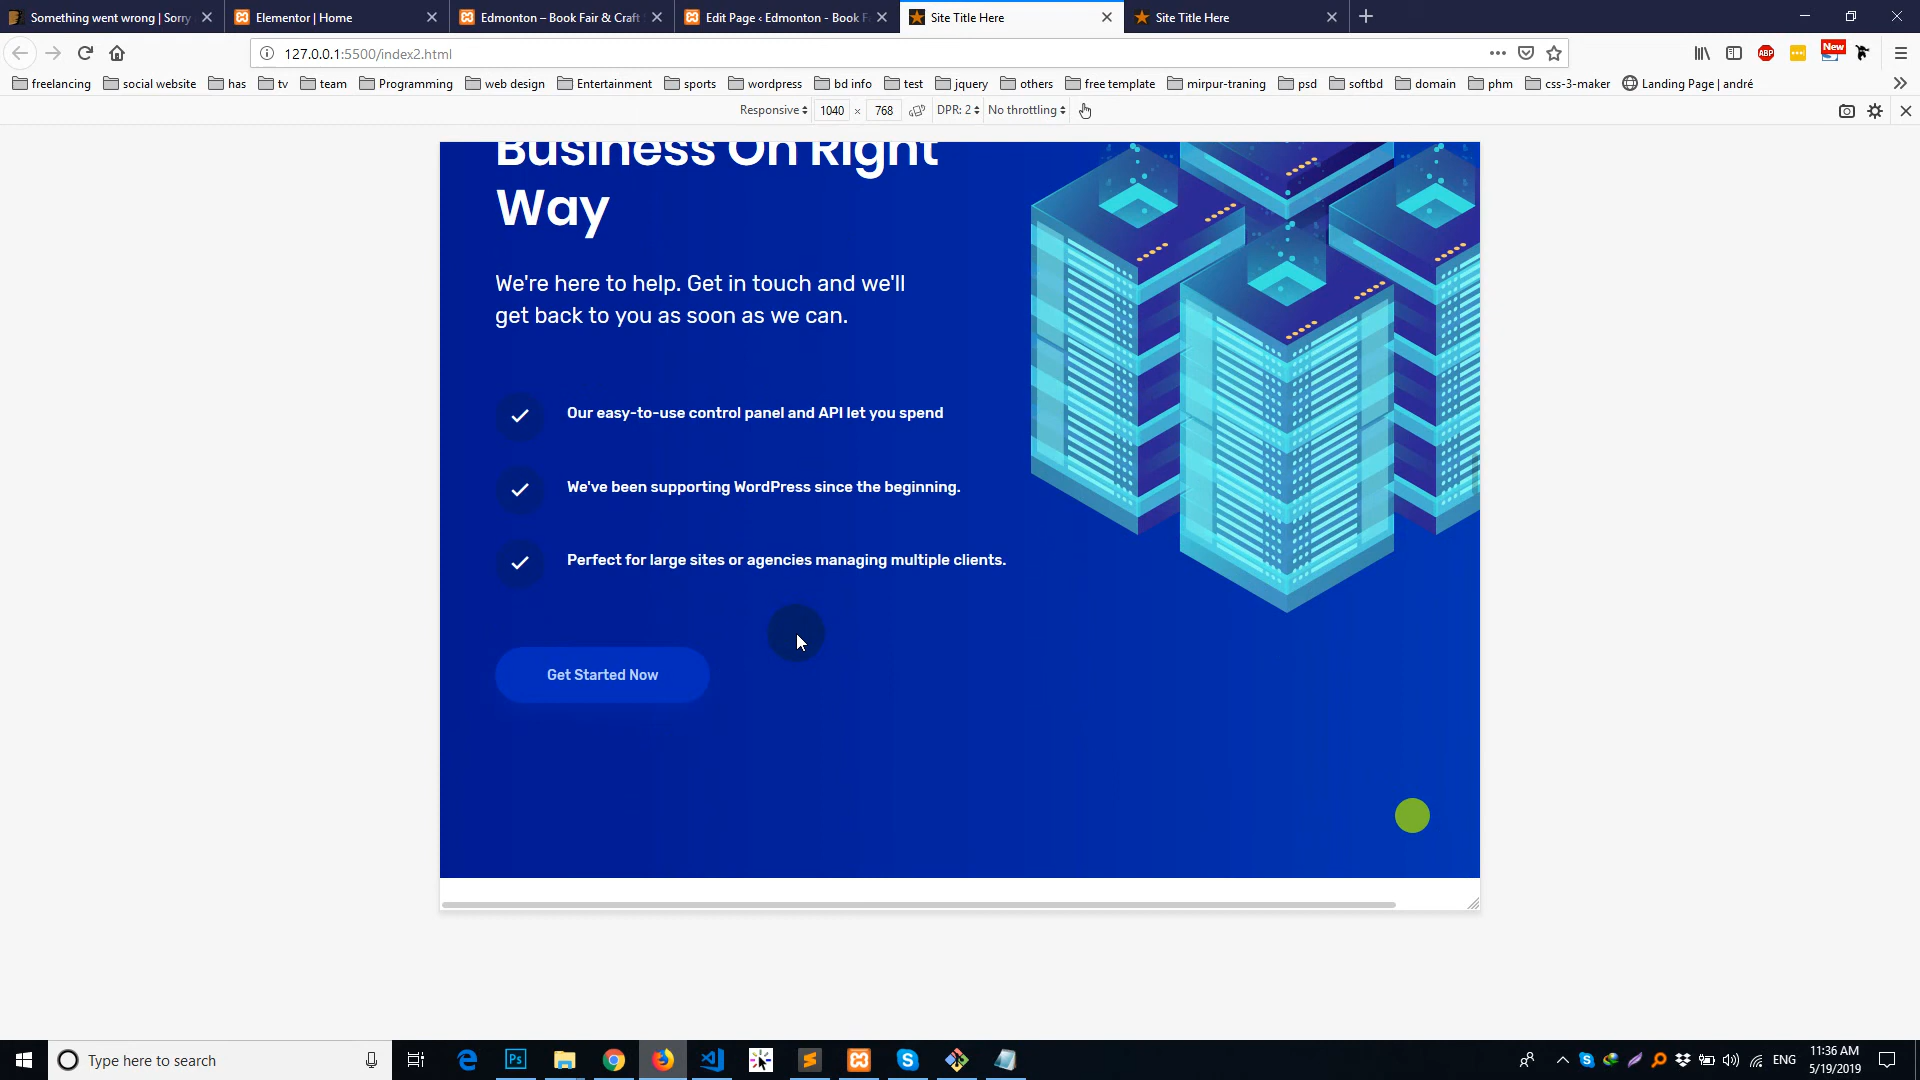 Something went wrong | Sorry
Elementor | Home
Edmonton – Book Fair & Craft
Edit Page ‹ Edmonton - Book F
Site Title Here
Site Title Here
127.0.0.1:5500/index2.html
ABP
New
freelancing
social website
has
tv
team
Programming
web design
Entertainment
sports
wordpress
bd info
test
jquery
others
free template
mirpur-traning
psd
softbd
domain
phm
css-3-maker
Landing Page | andré
Responsive 1040 × 768 DPR: 2 No throttling
Business On Right
Way
We're here to help. Get in touch and we'll
get back to you as soon as we can.
Our easy-to-use control panel and API let you spend
We've been supporting WordPress since the beginning.
Perfect for large sites or agencies managing multiple clients.
Get Started Now
Type here to search
Ps
ENG
11:36 AM
5/19/2019